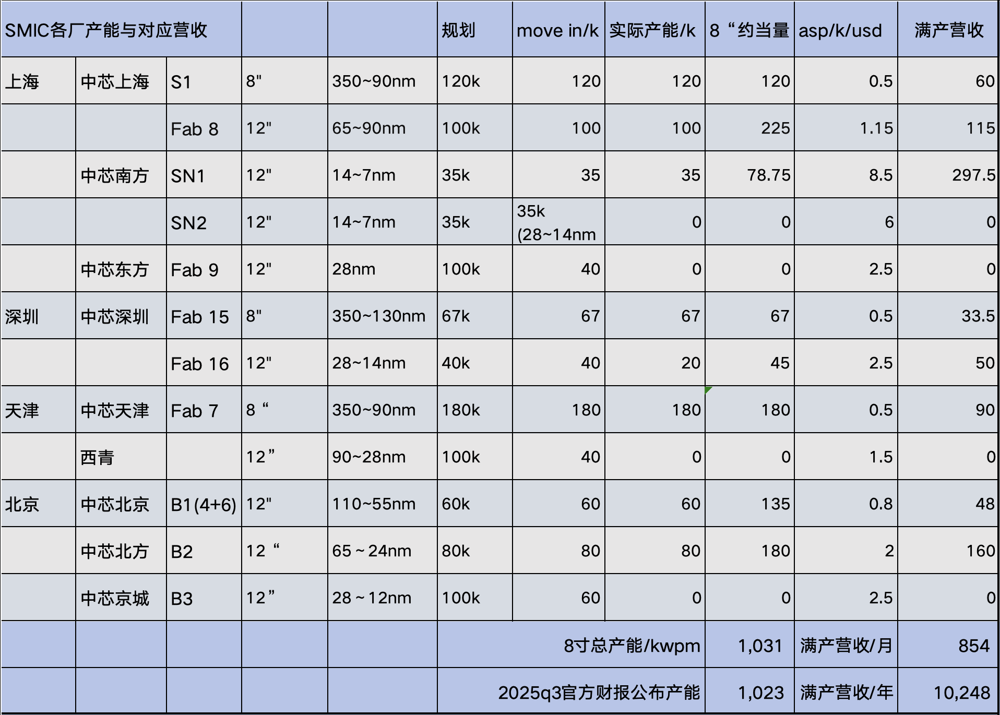 SMIC各厂产能与对应营收 规划 move in/k 实际产能/k 8“约当量 asp/k/usd 满产营收
上海 中芯上海 S1 8" 350~90nm 120k 120 120 120 0.5 60
Fab 8 12" 65~90nm 100k 100 100 225 1.15 115
中芯南方 SN1 12" 14~7nm 35k 35 35 78.75 8.5 297.5
SN2 12" 14~7nm 35k 35k (28~14nm 0 0 6 0
中芯东方 Fab 9 12" 28nm 100k 40 0 0 2.5 0
深圳 中芯深圳 Fab 15 8" 350~130nm 67k 67 67 67 0.5 33.5
Fab 16 12" 28~14nm 40k 40 20 45 2.5 50
天津 中芯天津 Fab 7 8“ 350~90nm 180k 180 180 180 0.5 90
西青 12” 90~28nm 100k 40 0 0 1.5 0
北京 中芯北京 B1(4+6) 12" 110~55nm 60k 60 60 135 0.8 48
中芯北方 B2 12“ 65～24nm 80k 80 80 180 2 160
中芯京城 B3 12” 28～12nm 100k 60 0 0 2.5 0
8寸总产能/kwpm 1,031 满产营收/月 854
2025q3官方财报公布产能 1,023 满产营收/年 10,248